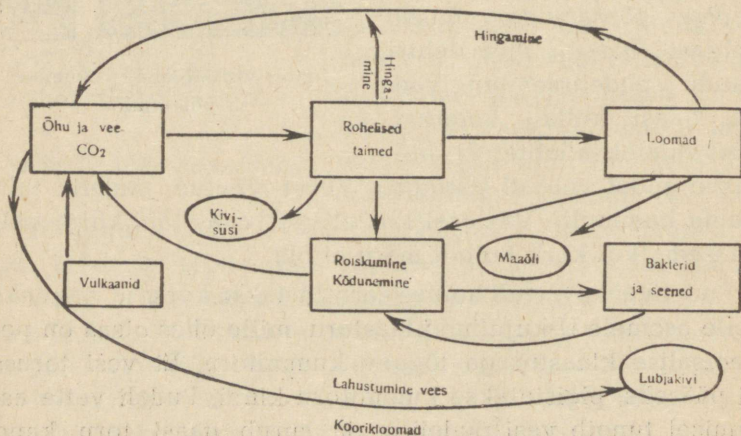 Hingamine
Hinga-
mine
Õhu ja vee
CO₂
Rohelised
taimed
Loomad
Kivi-
süsi
Roiskumine
Kõdunemine
Maaõli
Bakterid
ja seened
Vulkaanid
Lubjakivi
Lahustumine vees
Koorikloomad